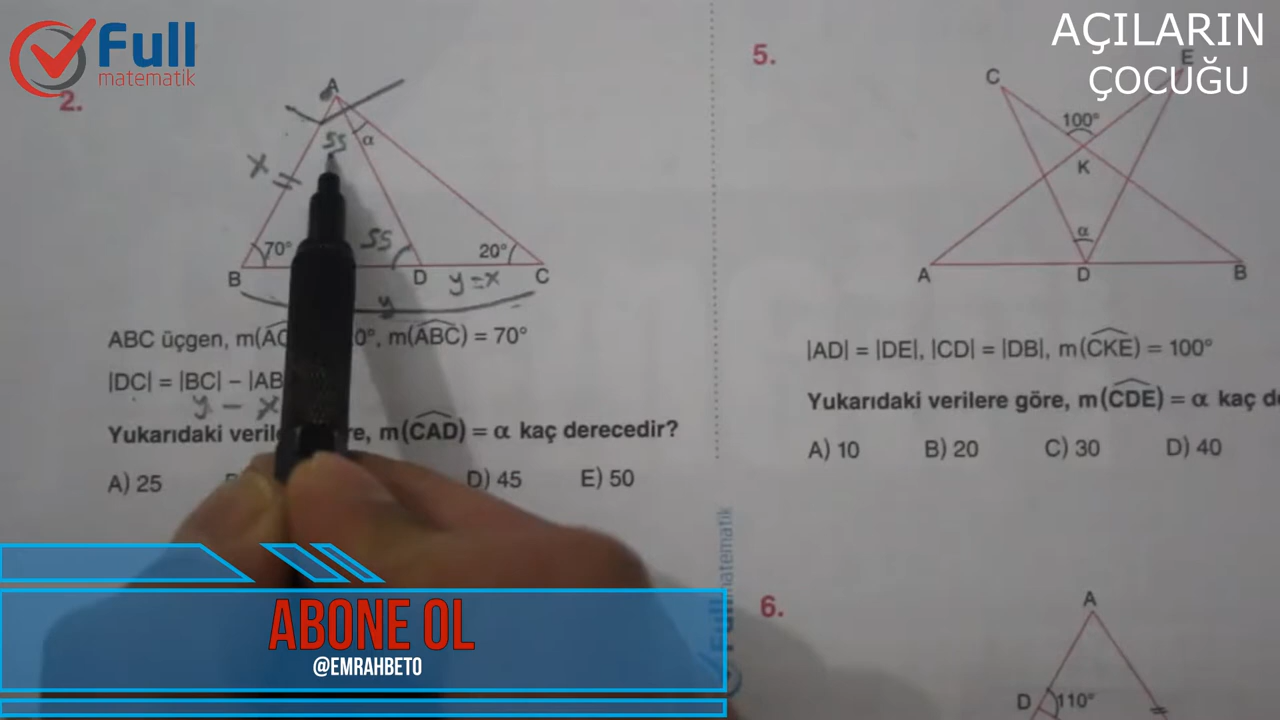 Full
matematik
AÇILARIN
ÇOCUĞU
2.
A
55
α
x
70°
55
20°
B
D
y=x
C
y
ABC üçgen, m(A 0°, m(ABC) = 70°
|DC| = |BC| – |AB
y – x
Yukarıdaki re, m(CAD) = α kaç derecedir?
A) 25
D) 45
E) 50
5.
C
E
100°
K
α
A
D
B
|AD| = |DE|, |CD| = |DB|, m(CKE) = 100°
Yukarıdaki verilere göre, m(CDE) = α kaç d
A) 10
B) 20
C) 30
D) 40
Full matematik
6.
A
D
110°
ABONE OL
@EMRAHBETO